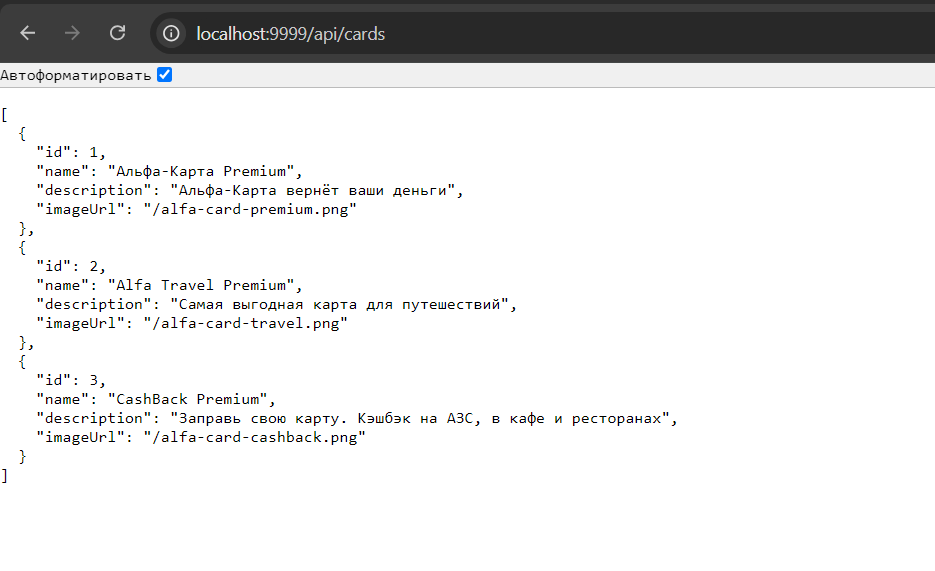 localhost:9999/api/cards
Автоформатировать
[
  {
    "id": 1,
    "name": "Альфа-Карта Premium",
    "description": "Альфа-Карта вернёт ваши деньги",
    "imageUrl": "/alfa-card-premium.png"
  },
  {
    "id": 2,
    "name": "Alfa Travel Premium",
    "description": "Самая выгодная карта для путешествий",
    "imageUrl": "/alfa-card-travel.png"
  },
  {
    "id": 3,
    "name": "CashBack Premium",
    "description": "Заправь свою карту. Кэшбэк на АЗС, в кафе и ресторанах",
    "imageUrl": "/alfa-card-cashback.png"
  }
]